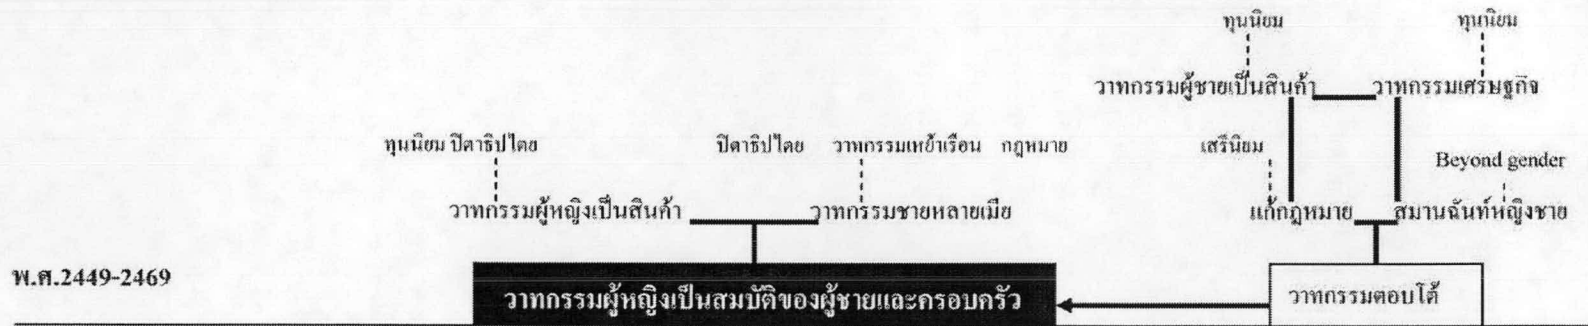 ทุนนิยม ทุนนิยม
วาทกรรมผู้ชายเป็นสินค้า วาทกรรมเศรษฐกิจ
ทุนนิยม ปิตาธิปไตย ปิตาธิปไตย วาทกรรมเหย้าเรือน กฎหมาย เสรีนิยม Beyond gender
วาทกรรมผู้หญิงเป็นสินค้า วาทกรรมชายหลายเมีย แก้กฎหมาย สมานฉันท์หญิงชาย
พ.ศ.2449-2469 วาทกรรมผู้หญิงเป็นสมบัติของผู้ชายและครอบครัว วาทกรรมตอบโต้